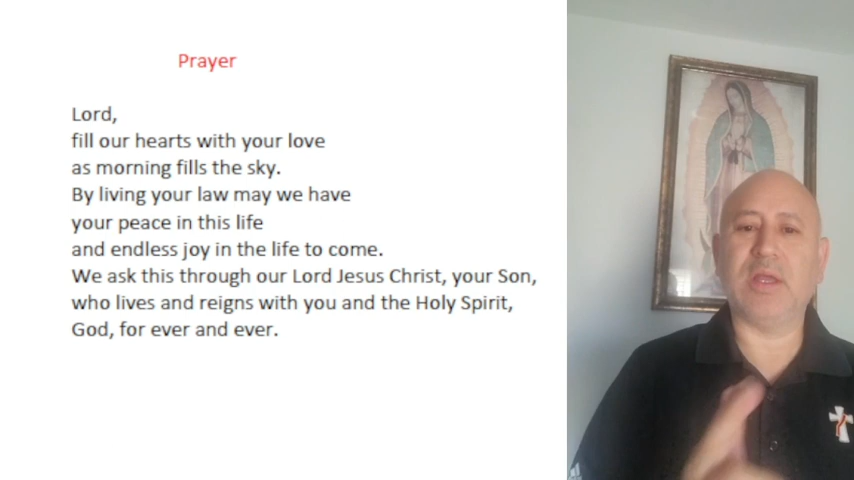 Prayer
Lord,
fill our hearts with your love
as morning fills the sky.
By living your law may we have
your peace in this life
and endless joy in the life to come.
We ask this through our Lord Jesus Christ, your Son,
who lives and reigns with you and the Holy Spirit,
God, for ever and ever.